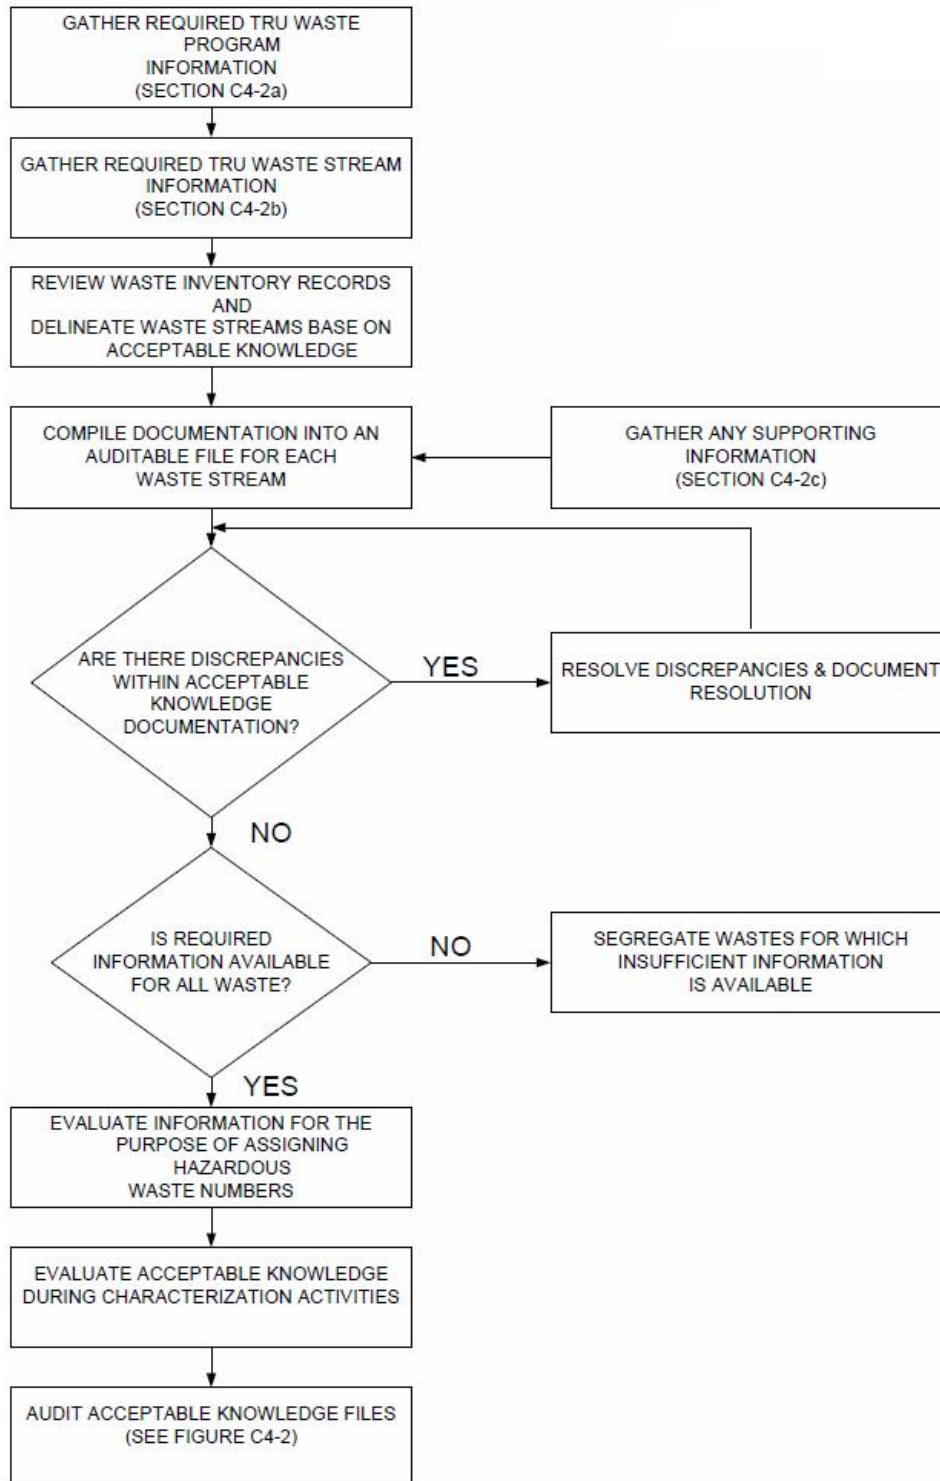 GATHER REQUIRED TRU WASTE
PROGRAM
INFORMATION
(SECTION C4-2a)
GATHER REQUIRED TRU WASTE STREAM
INFORMATION
(SECTION C4-2b)
REVIEW WASTE INVENTORY RECORDS
AND
DELINEATE WASTE STREAMS BASE ON
ACCEPTABLE KNOWLEDGE
COMPILE DOCUMENTATION INTO AN
AUDITABLE FILE FOR EACH
WASTE STREAM
GATHER ANY SUPPORTING
INFORMATION
(SECTION C4-2c)
ARE THERE DISCREPANCIES
WITHIN ACCEPTABLE
KNOWLEDGE
DOCUMENTATION?
YES
RESOLVE DISCREPANCIES & DOCUMENT
RESOLUTION
NO
IS REQUIRED
INFORMATION AVAILABLE
FOR ALL WASTE?
NO
SEGREGATE WASTES FOR WHICH
INSUFFICIENT INFORMATION
IS AVAILABLE
YES
EVALUATE INFORMATION FOR THE
PURPOSE OF ASSIGNING
HAZARDOUS
WASTE NUMBERS
EVALUATE ACCEPTABLE KNOWLEDGE
DURING CHARACTERIZATION ACTIVITIES
AUDIT ACCEPTABLE KNOWLEDGE FILES
(SEE FIGURE C4-2)